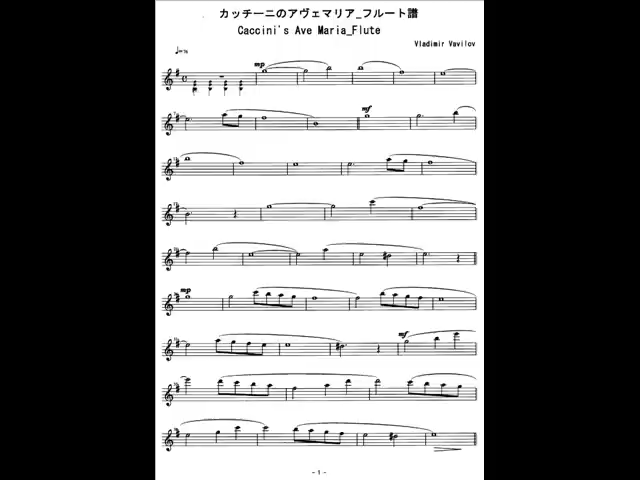 カッチーニのアヴェマリア_フルート譜
Caccini's Ave Maria_Flute
Vladimir Vavilov
♩=76
mp
mf
mp
mf
- 1 -